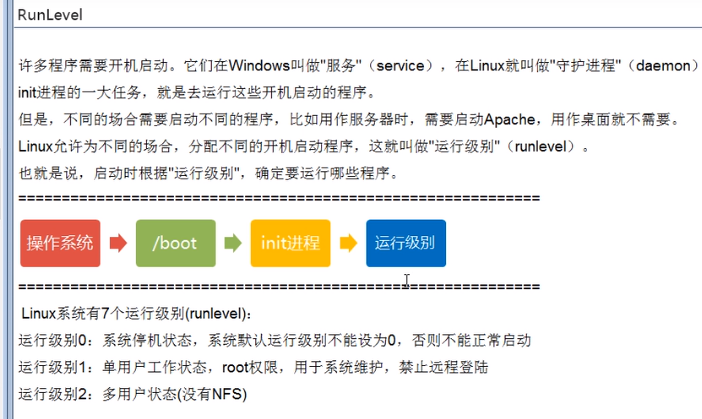 RunLevel
许多程序需要开机启动。它们在Windows叫做"服务"（service），在Linux就叫做"守护进程"（daemon）
init进程的一大任务，就是去运行这些开机启动的程序。
但是，不同的场合需要启动不同的程序，比如用作服务器时，需要启动Apache，用作桌面就不需要。
Linux允许为不同的场合，分配不同的开机启动程序，这就叫做"运行级别"（runlevel）。
也就是说，启动时根据"运行级别"，确定要运行哪些程序。
============================================================
操作系统 /boot init进程 运行级别
============================================================
Linux系统有7个运行级别(runlevel)：
运行级别0：系统停机状态，系统默认运行级别不能设为0，否则不能正常启动
运行级别1：单用户工作状态，root权限，用于系统维护，禁止远程登陆
运行级别2：多用户状态(没有NFS)